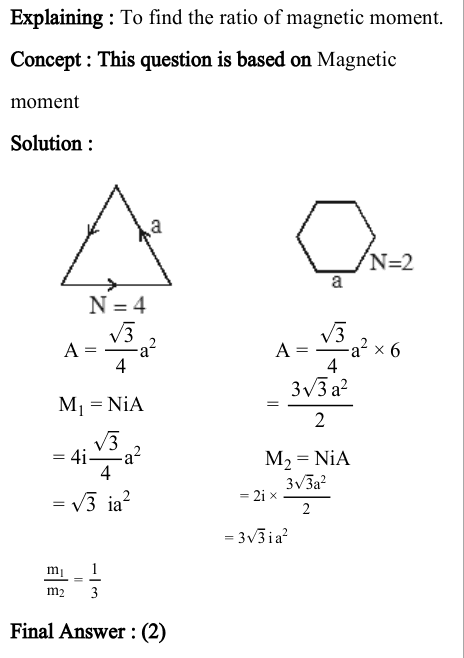 Explaining : To find the ratio of magnetic moment.
Concept : This question is based on Magnetic
moment
Solution :
a
N = 4
N=2
a
A = √3/4 a²
A = √3/4 a² × 6
= 3√3 a²/2
M₁ = NiA
= 4i √3/4 a²
= √3 ia²
M₂ = NiA
= 2i × 3√3a²/2
= 3√3 i a²
m₁/m₂ = 1/3
Final Answer : (2)